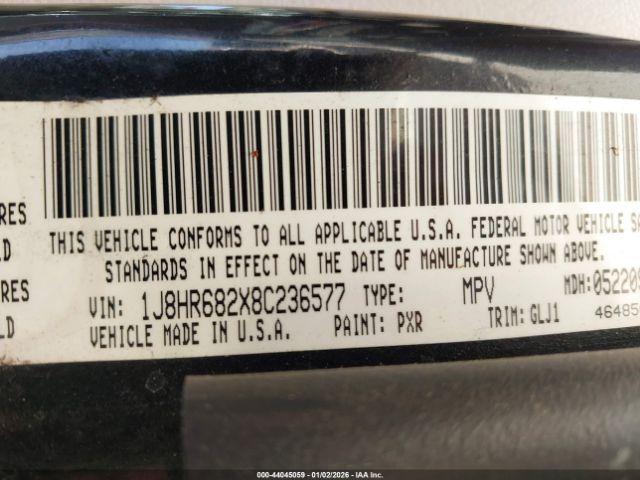 RES
LD
RES
LD
THIS VEHICLE CONFORMS TO ALL APPLICABLE U.S.A. FEDERAL MOTOR VEHICLE SA
STANDARDS IN EFFECT ON THE DATE OF MANUFACTURE SHOWN ABOVE.
VIN: 1J8HR682X8C236577 TYPE: MPV MDH:05220
VEHICLE MADE IN U.S.A. PAINT: PXR TRIM: GLJ1 46485
000-44045059 | 01/02/2026 - IAA Inc.